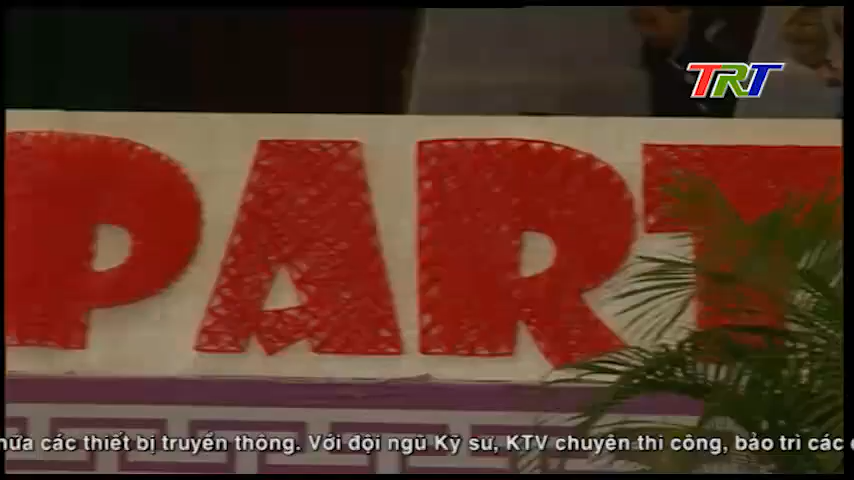 TRT
PART
hữa các thiết bị truyền thông. Với đội ngũ Kỹ sư, KTV chuyên thi công, bảo trì các